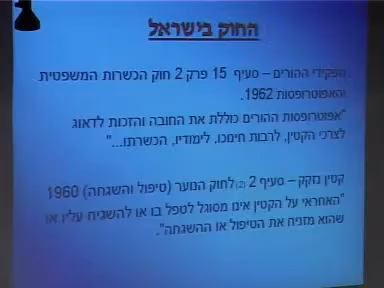 החוק בישראל
תפקידי ההורים – סעיף 15 פרק 2 חוק הכשרות המשפטית
והאפוטרופסות 1962.
"אפוטרופסות ההורים כוללת את החובה והזכות לדאוג
לצרכי הקטין, לרבות חינוכו, לימודיו, הכשרתו..."
קטין נזקק – סעיף 2 (2) לחוק הנוער (טיפול והשגחה) 1960
"האחראי על הקטין אינו מסוגל לטפל בו או להשגיח עליו או
שהוא מזניח את הטיפול או ההשגחה".